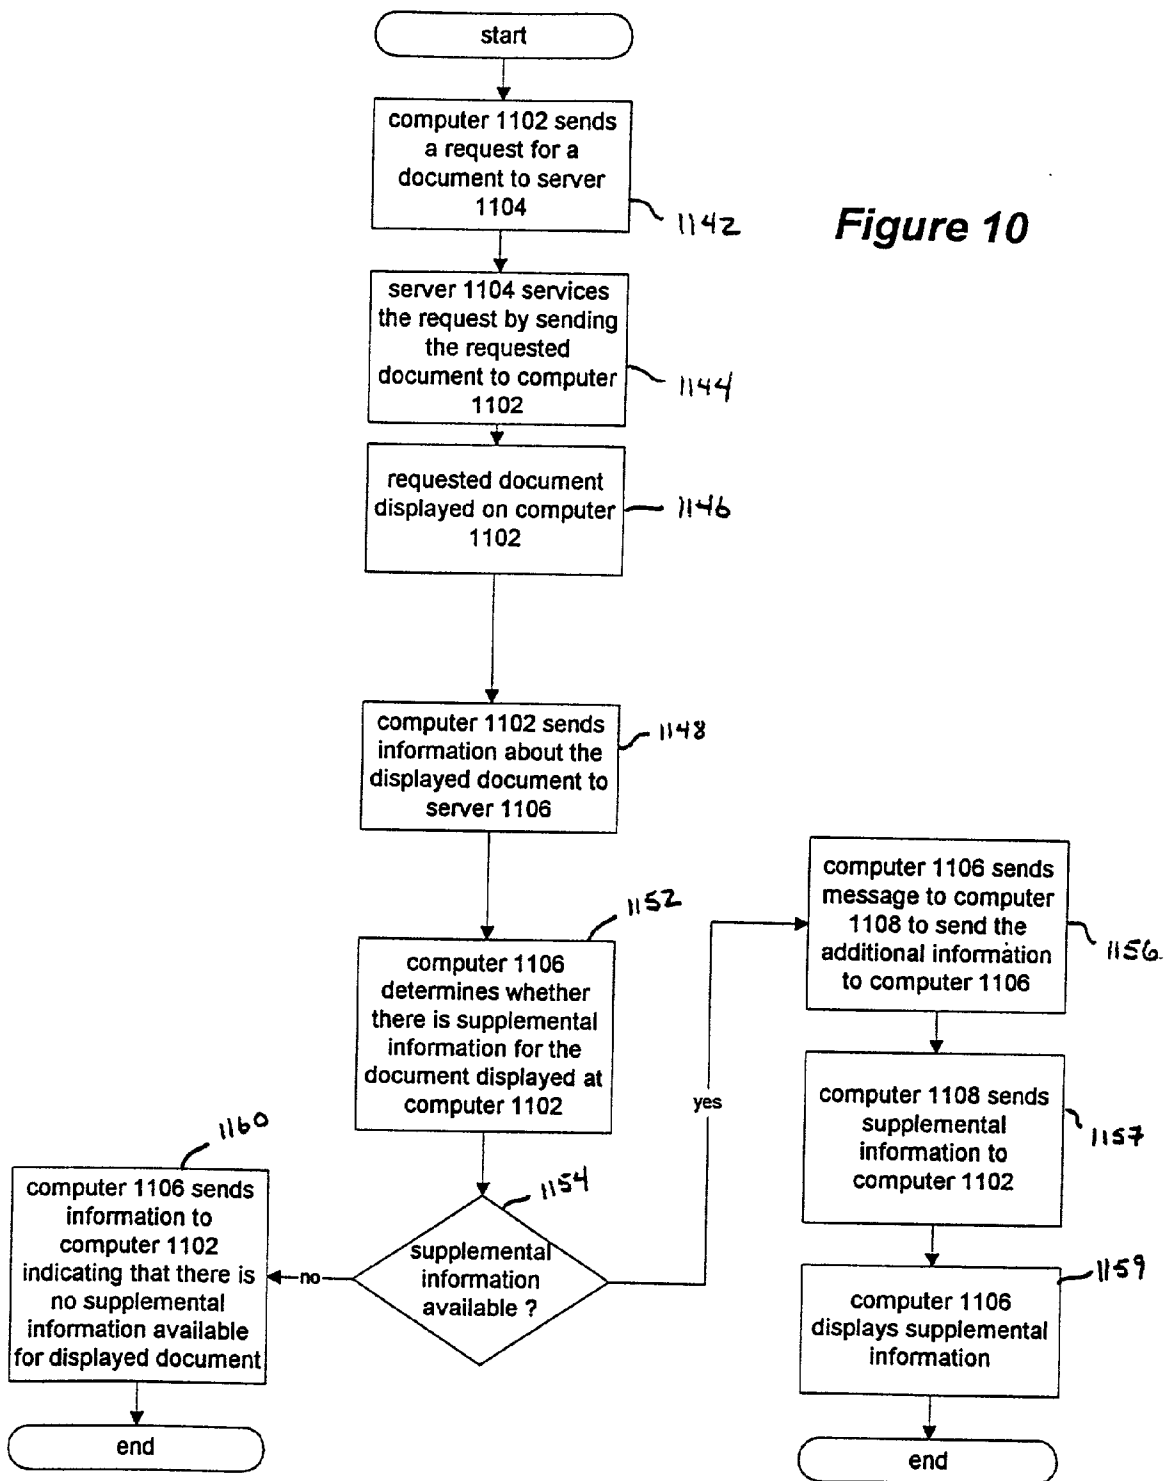 start
computer 1102 sends
a request for a
document to server
1104
1142
Figure 10
server 1104 services
the request by sending
the requested
document to computer
1102
1144
requested document
displayed on computer
1102
1146
computer 1102 sends
information about the
displayed document to
server 1106
1148
computer 1106
determines whether
there is supplemental
information for the
document displayed at
computer 1102
1152
supplemental
information
available ?
1154
no
yes
computer 1106 sends
information to
computer 1102
indicating that there is
no supplemental
information available
for displayed document
1160
end
computer 1106 sends
message to computer
1108 to send the
additional information
to computer 1106
1156
computer 1108 sends
supplemental
information to
computer 1102
1157
computer 1106
displays supplemental
information
1159
end